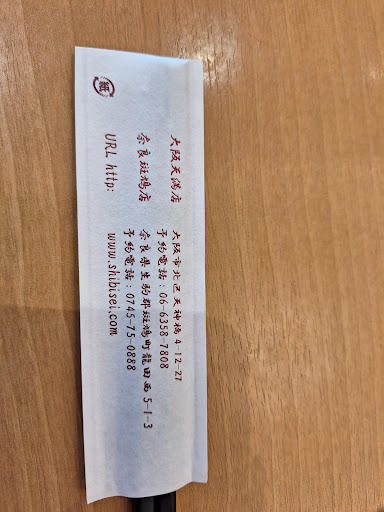 大阪天満店 大阪市北区天神橋 4-12-27
予約電話:06-6358-7808
奈良斑鳩店 奈良県生駒郡斑鳩町龍田西 5-1-3
予約電話:0745-75-0888
URL http: www.shibisei.com
紙